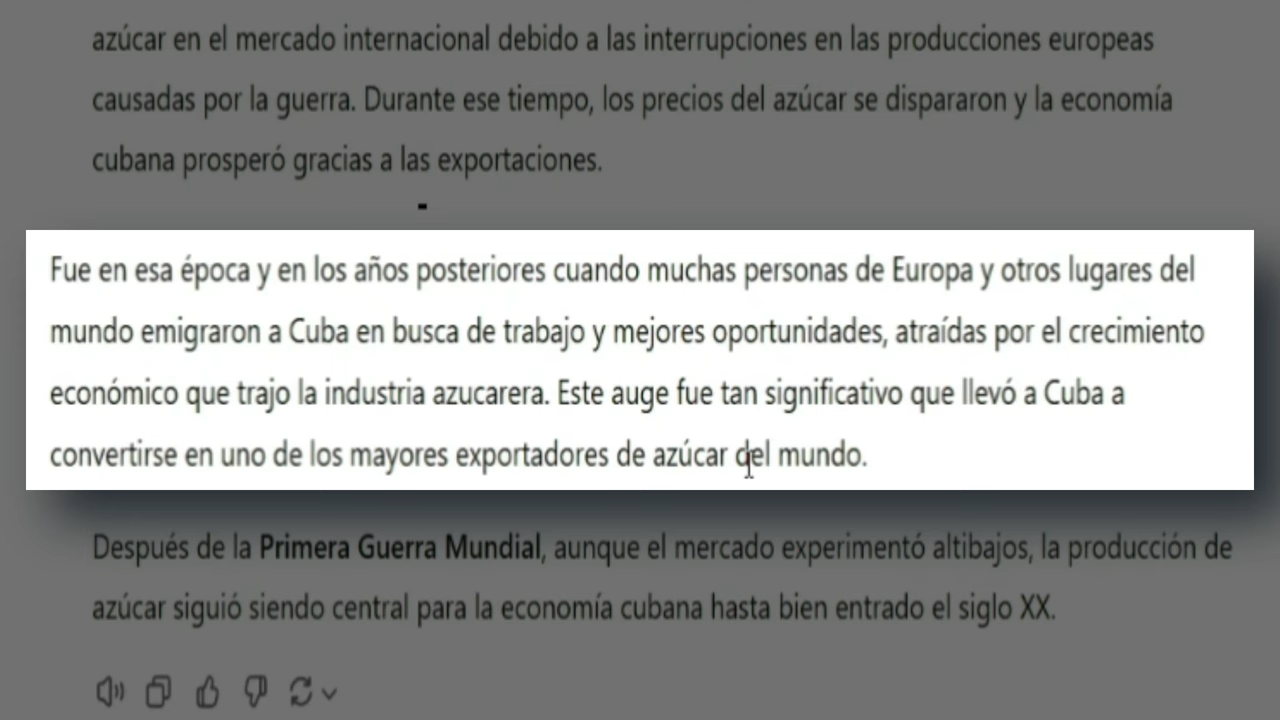 azúcar en el mercado internacional debido a las interrupciones en las producciones europeas
causadas por la guerra. Durante ese tiempo, los precios del azúcar se dispararon y la economía
cubana prosperó gracias a las exportaciones.
Fue en esa época y en los años posteriores cuando muchas personas de Europa y otros lugares del
mundo emigraron a Cuba en busca de trabajo y mejores oportunidades, atraídas por el crecimiento
económico que trajo la industria azucarera. Este auge fue tan significativo que llevó a Cuba a
convertirse en uno de los mayores exportadores de azúcar del mundo.
Después de la Primera Guerra Mundial, aunque el mercado experimentó altibajos, la producción de
azúcar siguió siendo central para la economía cubana hasta bien entrado el siglo XX.